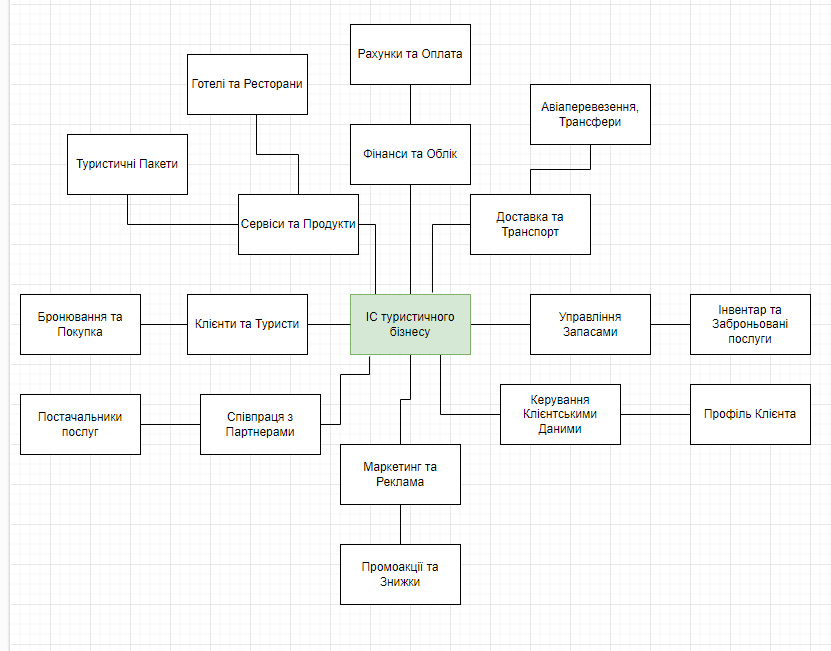 Рахунки та Оплата
Готелі та Ресторани
Авіаперевезення,
Трансфери
Туристичні Пакети
Фінанси та Облік
Сервіси та Продукти
Доставка та
Транспорт
Бронювання та
Покупка
Клієнти та Туристи
ІС туристичного
бізнесу
Управління
Запасами
Інвентар та
Заброньовані
послуги
Постачальники
послуг
Співпраця з
Партнерами
Керування
Клієнтськими
Даними
Профіль Клієнта
Маркетинг та
Реклама
Промоакції та
Знижки